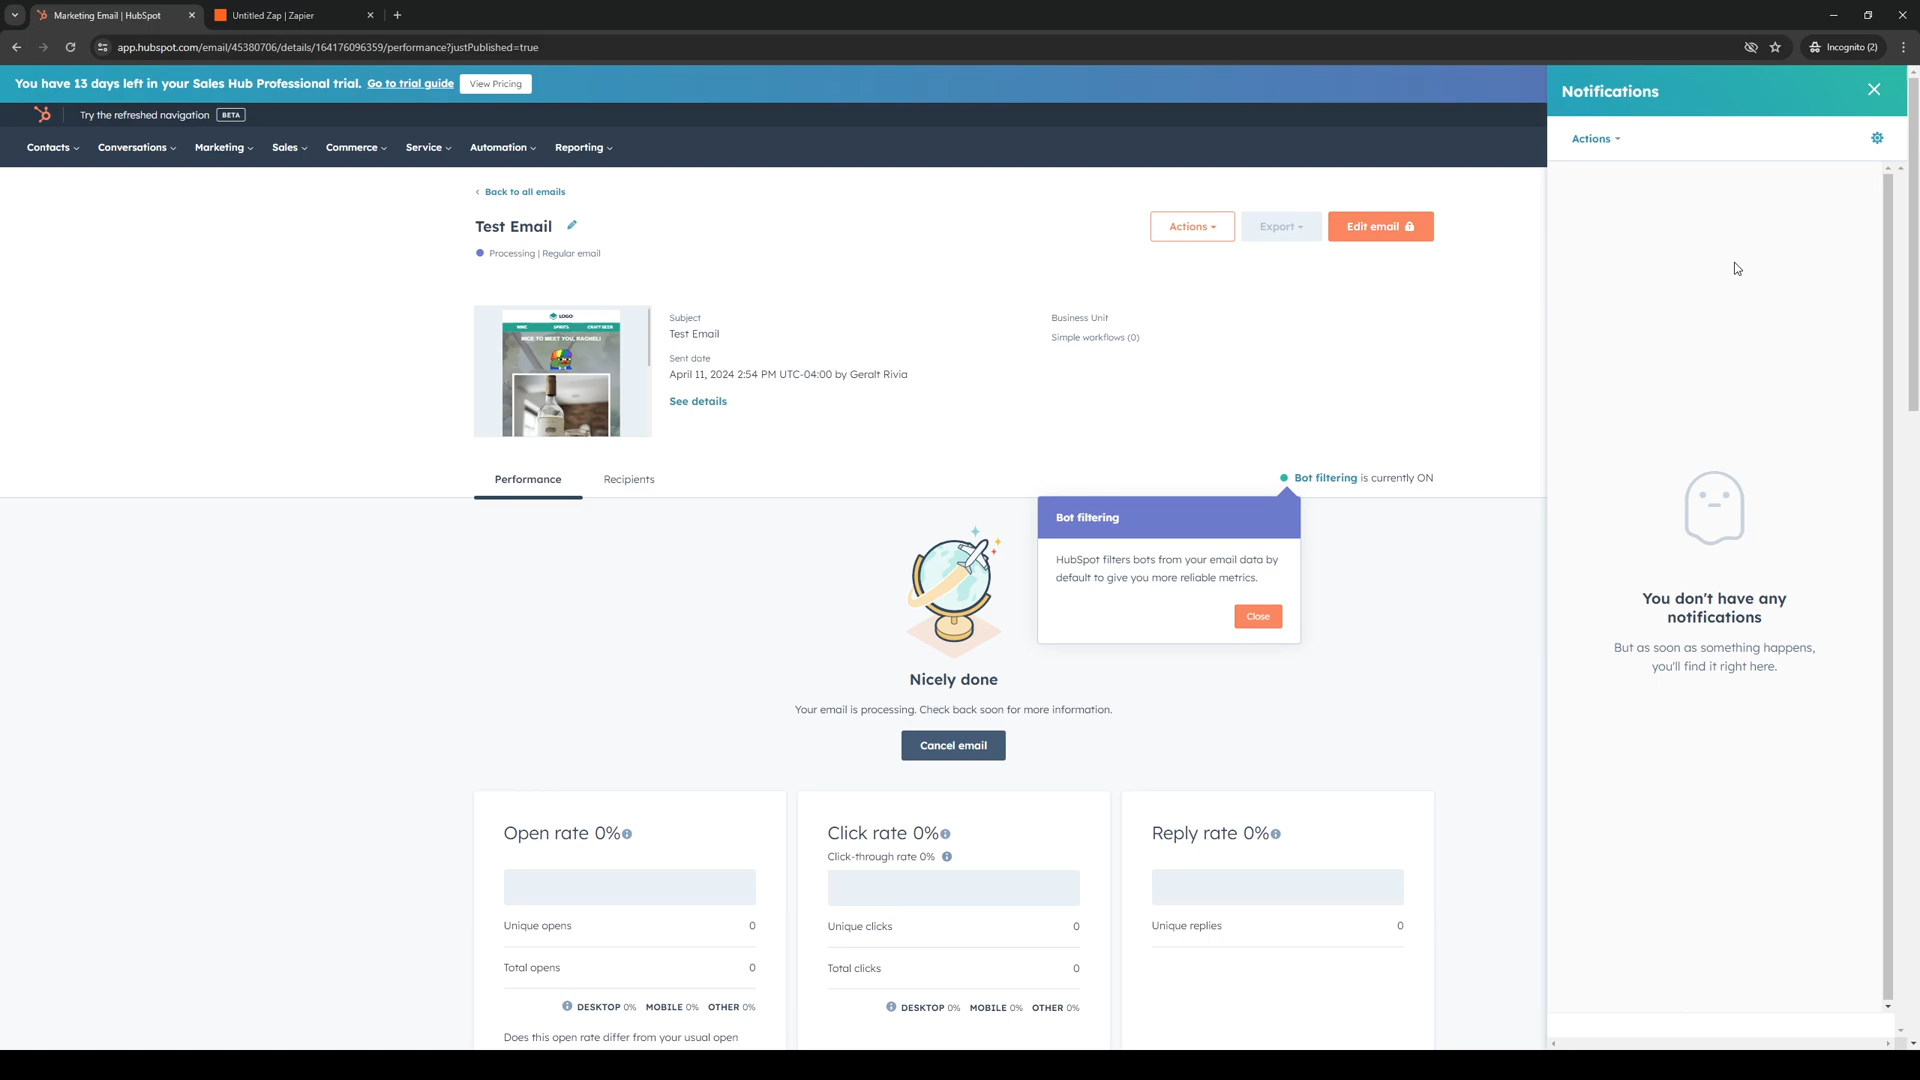 Marketing Email | HubSpot
Untitled Zap | Zapier
app.hubspot.com/email/45380706/details/164176096359/performance?justPublished=true
Incognito (2)
You have 13 days left in your Sales Hub Professional trial. Go to trial guide View Pricing
Try the refreshed navigation BETA
Contacts Conversations Marketing Sales Commerce Service Automation Reporting
Notifications
Actions
Back to all emails
Test Email
Actions Export Edit email
Processing | Regular email
LOGO
SPIRITS CRAFT BEER
NICE TO MEET YOU, RACHEL!
Subject
Test Email
Sent date
April 11, 2024 2:54 PM UTC-04:00 by Geralt Rivia
See details
Business Unit
Simple workflows (0)
Performance Recipients
Bot filtering is currently ON
Bot filtering
HubSpot filters bots from your email data by
default to give you more reliable metrics.
Close
Nicely done
Your email is processing. Check back soon for more information.
Cancel email
Open rate 0%
Unique opens 0
Total opens 0
DESKTOP 0% MOBILE 0% OTHER 0%
Does this open rate differ from your usual open
Click rate 0%
Click-through rate 0%
Unique clicks 0
Total clicks 0
DESKTOP 0% MOBILE 0% OTHER 0%
Reply rate 0%
Unique replies 0
You don't have any
notifications
But as soon as something happens,
you'll find it right here.